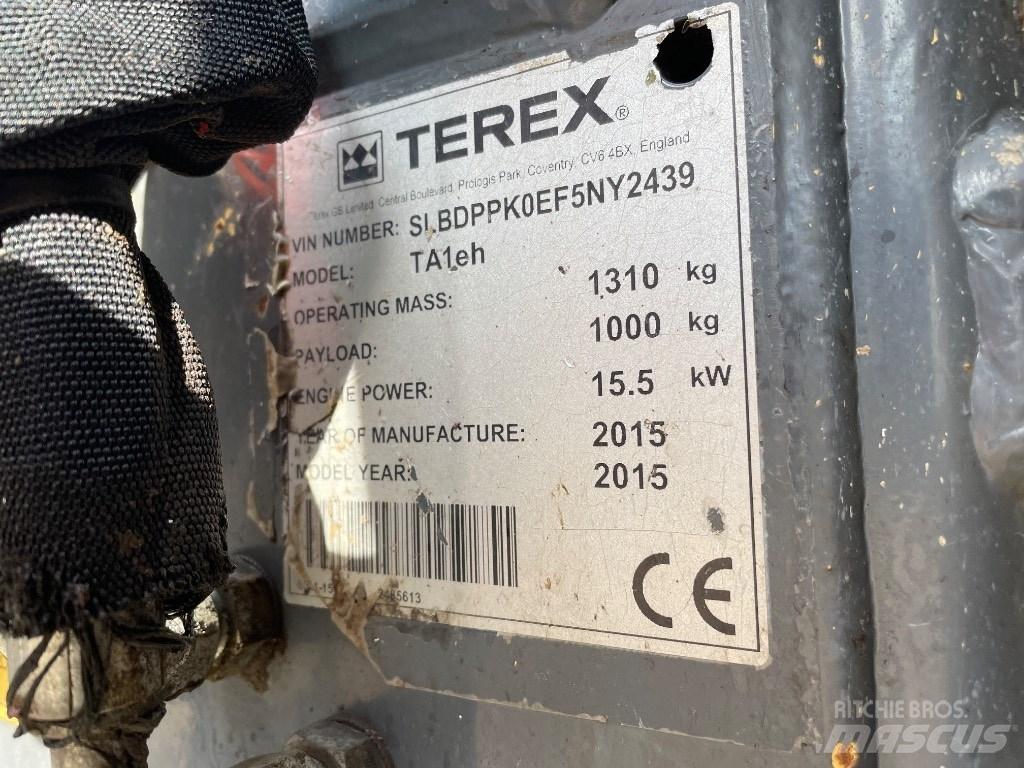 TEREX®
Terex GB Limited, Central Boulevard, Prologis Park, Coventry, CV6 4BX, England
VIN NUMBER: SLBDPPK0EF5NY2439
MODEL: TA1eh
OPERATING MASS: 1310 kg
PAYLOAD: 1000 kg
ENGINE POWER: 15.5 kW
YEAR OF MANUFACTURE: 2015
MODEL YEAR: 2015
2485613
CE
RITCHIE BROS.
MASCUS